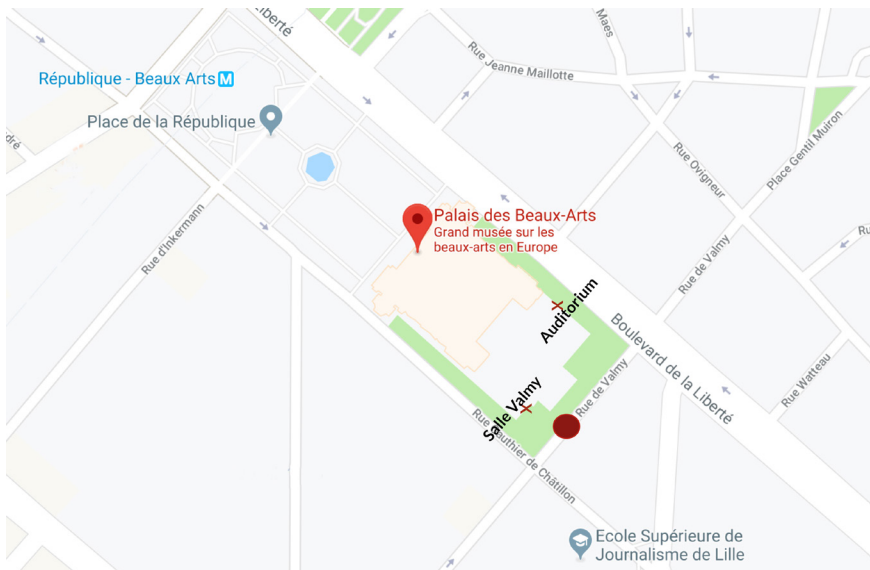 Liberté
Maes
Rue Jeanne Maillotte
République - Beaux Arts M
Place de la République
Rue Ovigneur
Place Gentil Muiron
Palais des Beaux-Arts
Grand musée sur les
beaux-arts en Europe
Rue d'Inkermann
Rue de Valmy
Auditorium
Boulevard de la Liberté
Rue de Valmy
Rue Watteau
Salle Valmy
Rue Gauthier de Châtillon
Ecole Supérieure de
Journalisme de Lille